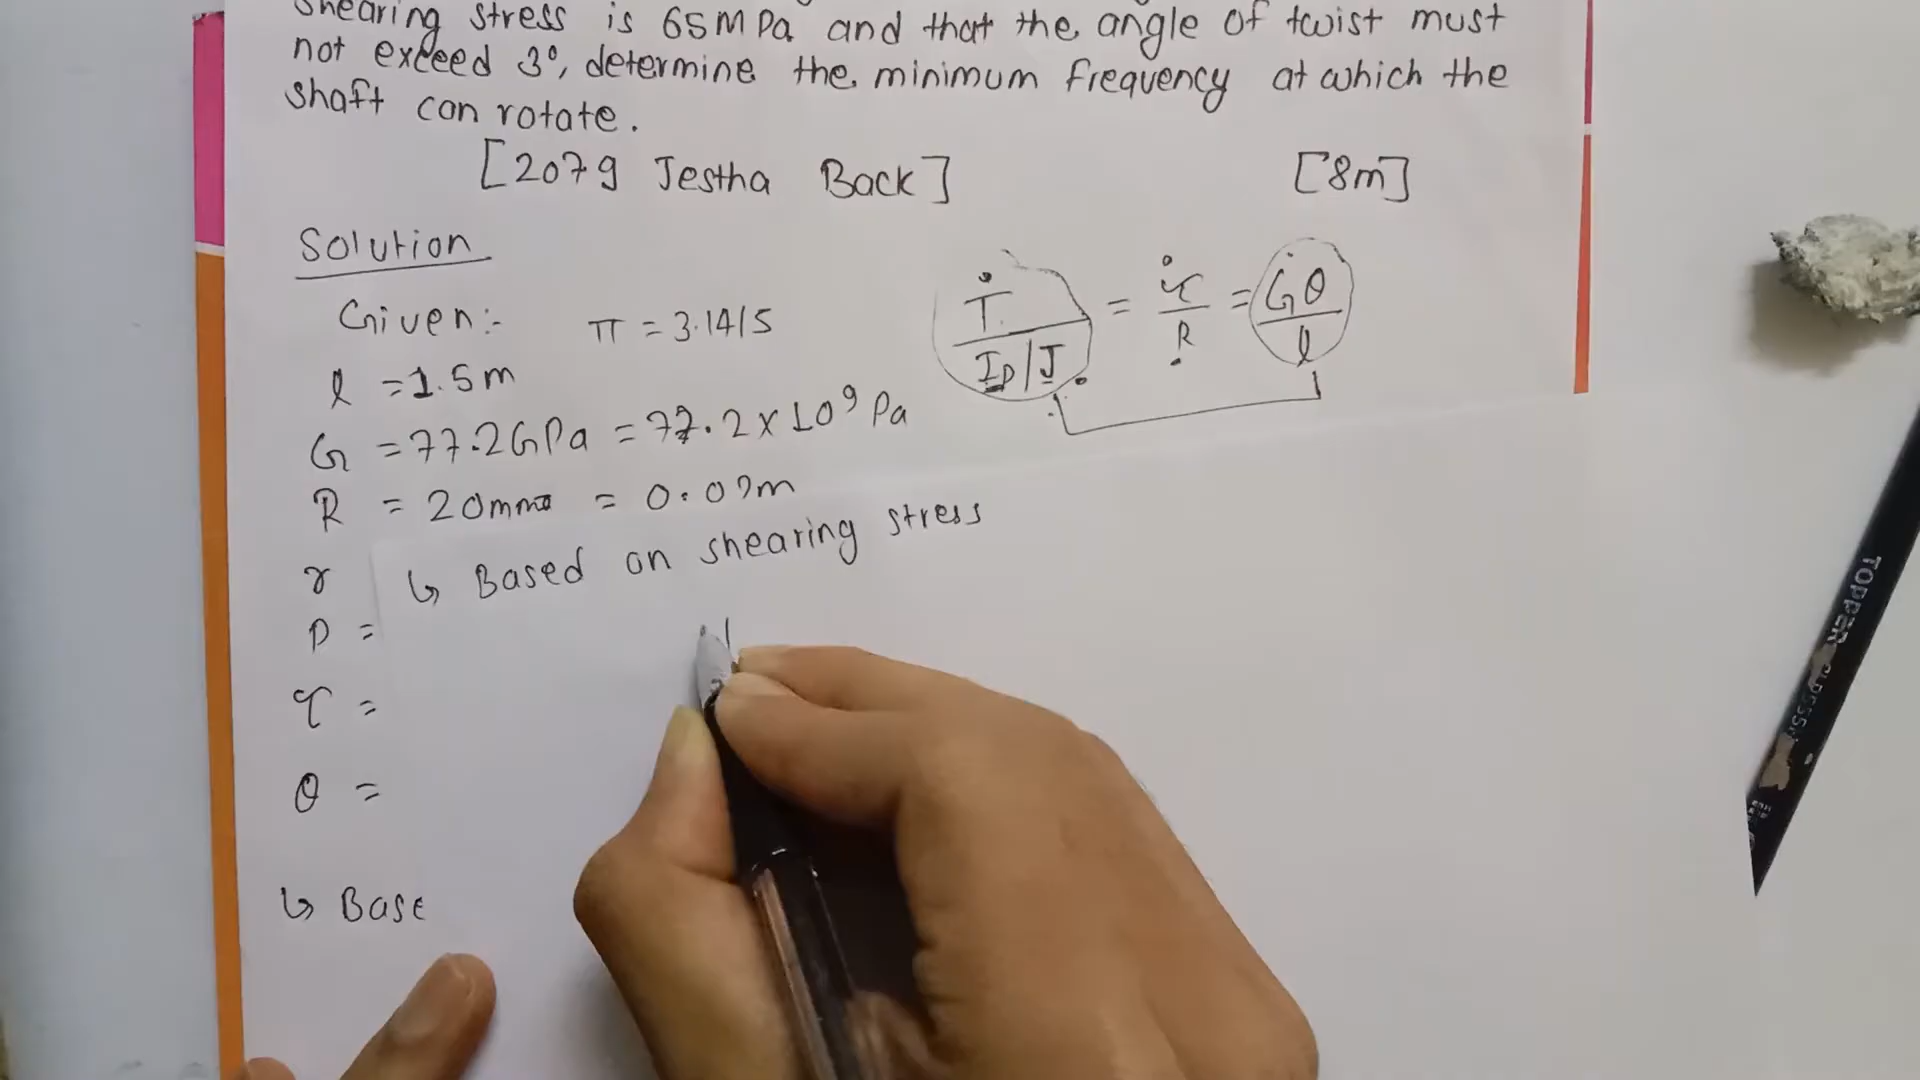 shearing stress is 65MPa and that the angle of twist must
not exceed 3°, determine the minimum frequency at which the
shaft can rotate.
[2079 Jestha Back] [8m]
Solution
Given:- π = 3.1415
l = 1.5m
G = 77.2GPa = 77.2 x 10⁹ Pa
R = 20mm = 0.02m
r
P =
τ =
θ =
T/Ip/J = τ/R = Gθ/l
↳ Based on shearing stress
↳ Base
TOPPER